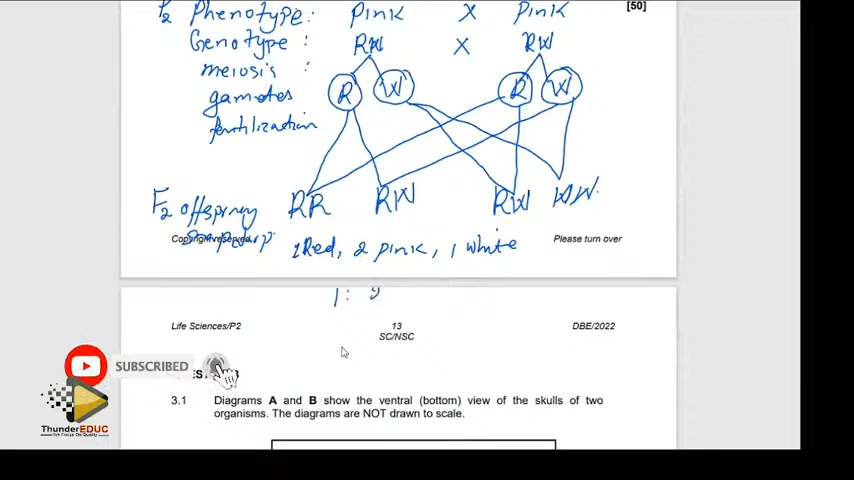 P2 Phenotype: Pink X Pink [50]
Genotype: RW X RW
meiosis :
gametes R W R W
fertilization
F2 offspring RR RW RW WW.
1Red, 2 pink, 1 white
Copyright reserved Please turn over
1:
Life Sciences/P2 13 DBE/2022
SC/NSC
SUBSCRIBED
3.1 Diagrams A and B show the ventral (bottom) view of the skulls of two
organisms. The diagrams are NOT drawn to scale.
ThunderEDUC